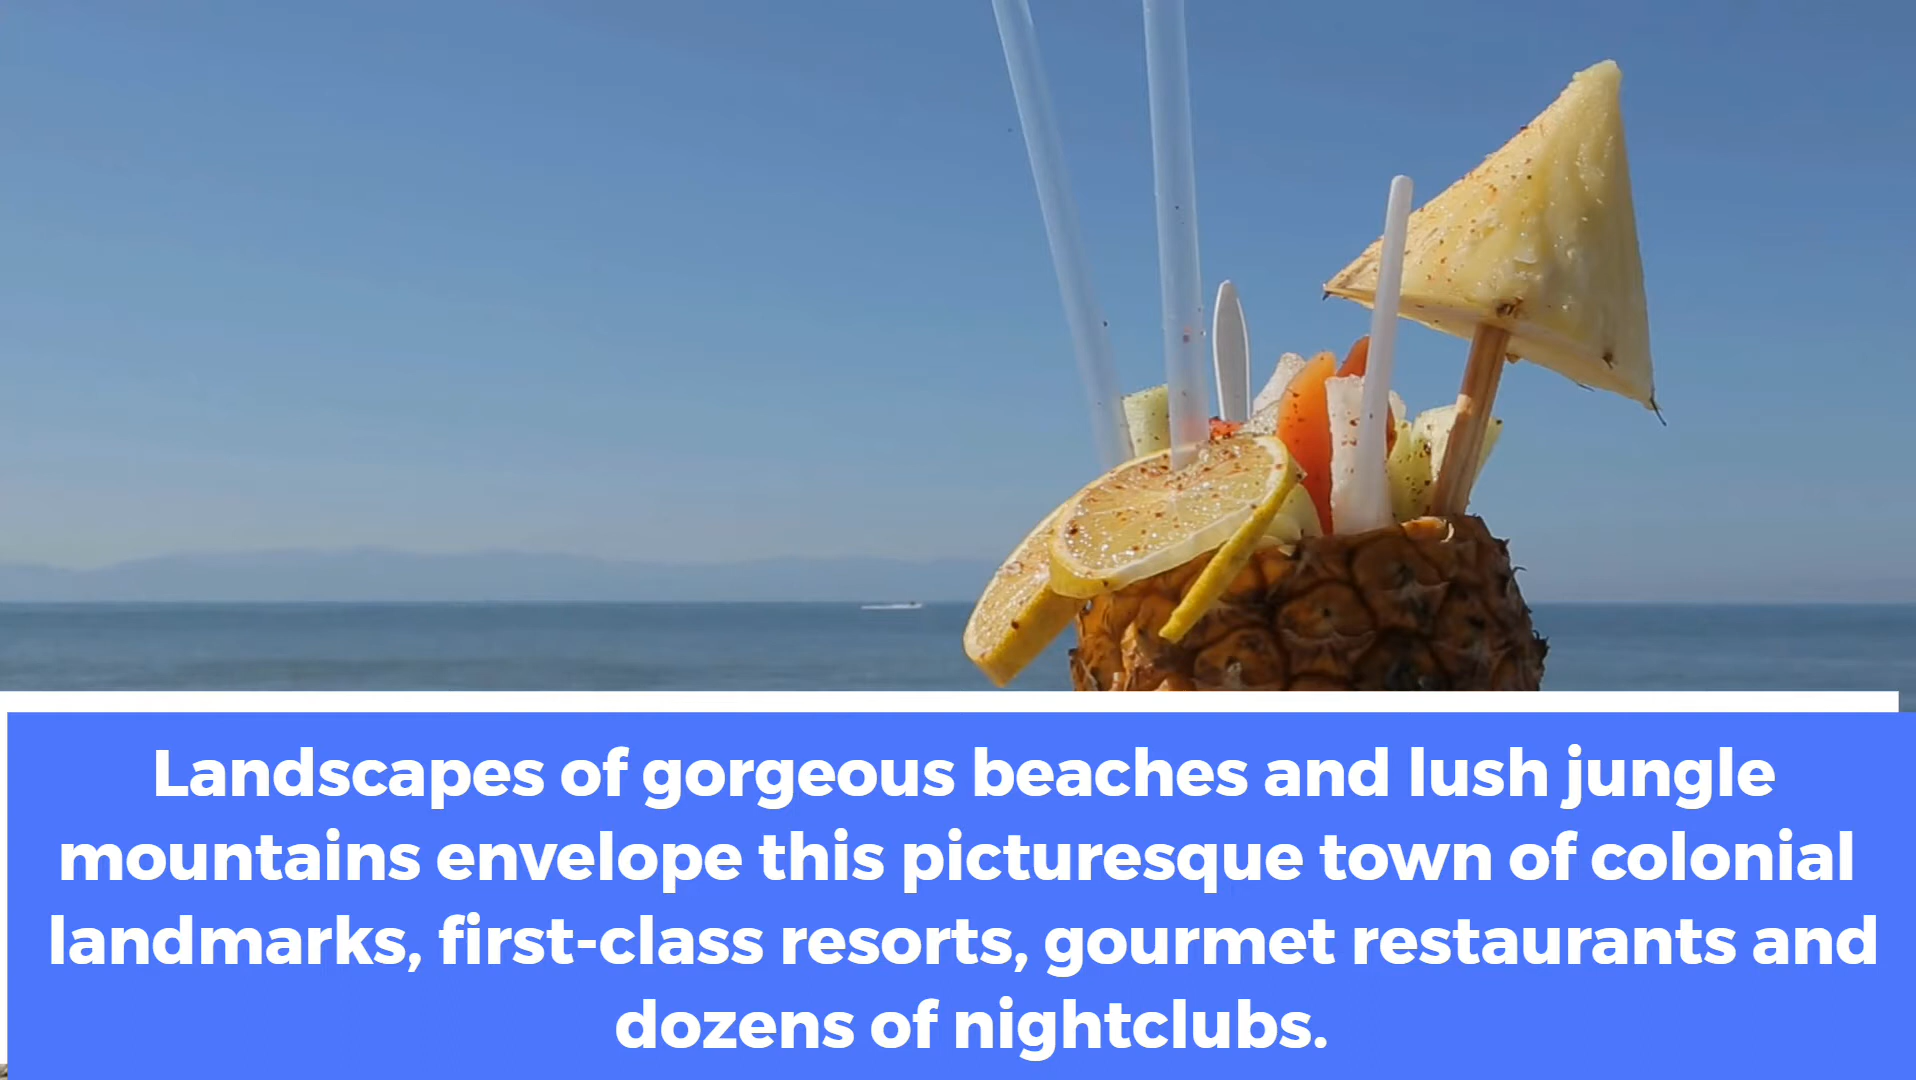 Landscapes of gorgeous beaches and lush jungle
mountains envelope this picturesque town of colonial
landmarks, first-class resorts, gourmet restaurants and
dozens of nightclubs.